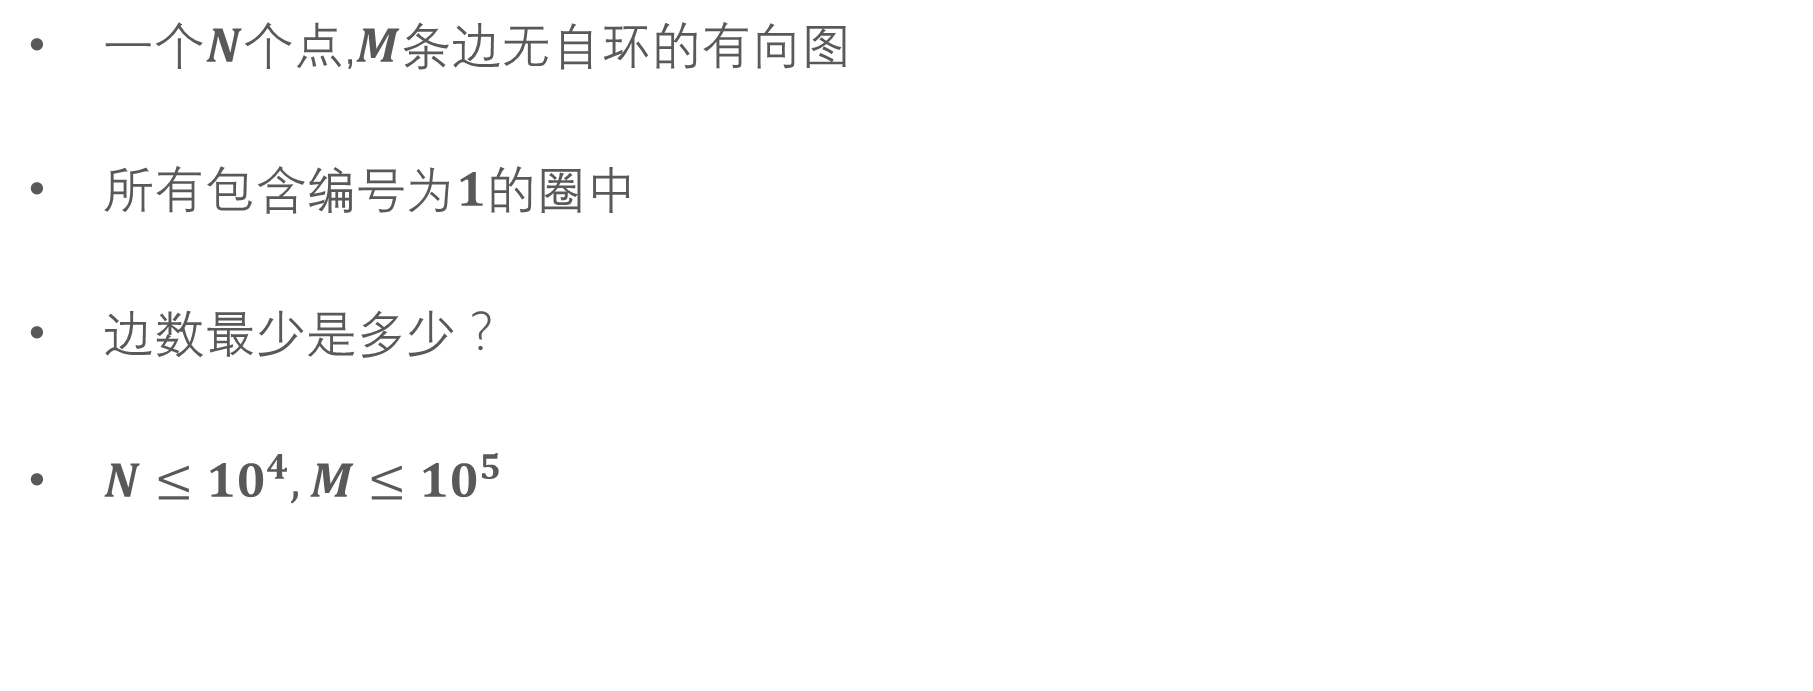 • 一个N个点,M条边无自环的有向图
• 所有包含编号为1的圈中
• 边数最少是多少？
• N ≤ 10⁴, M ≤ 10⁵